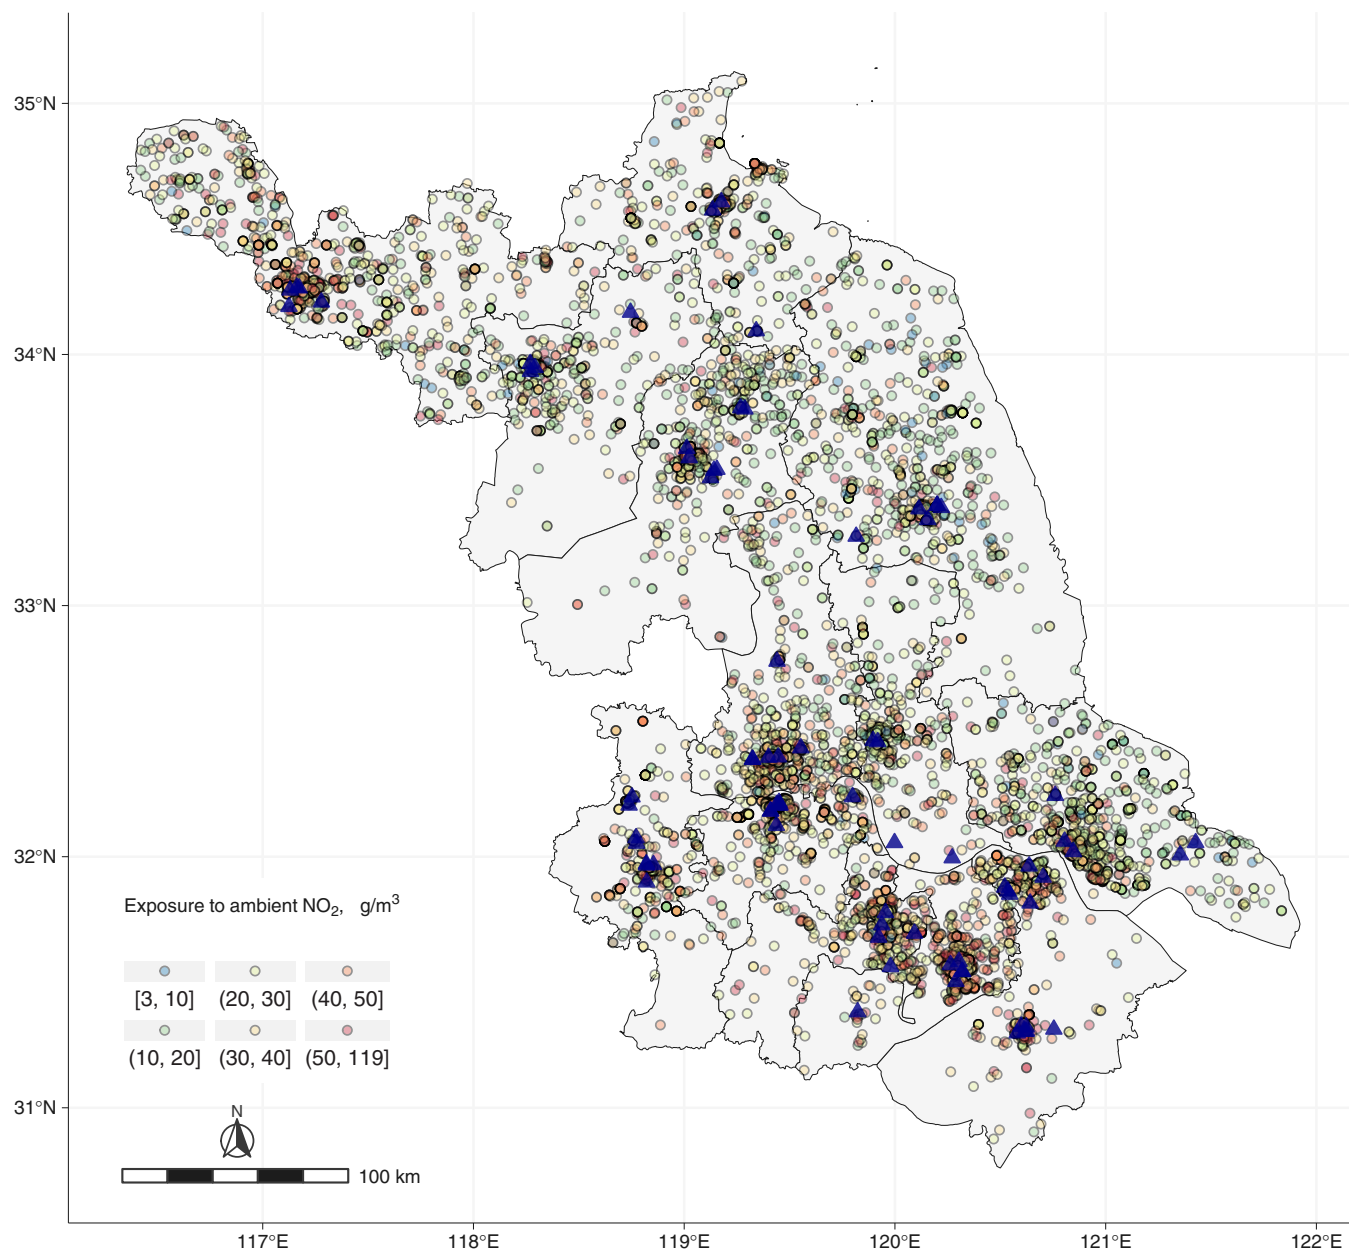 35°N
34°N
33°N
32°N
31°N
Exposure to ambient NO2, g/m3
[3, 10] (20, 30] (40, 50]
(10, 20] (30, 40] (50, 119]
N
100 km
117°E 118°E 119°E 120°E 121°E 122°E